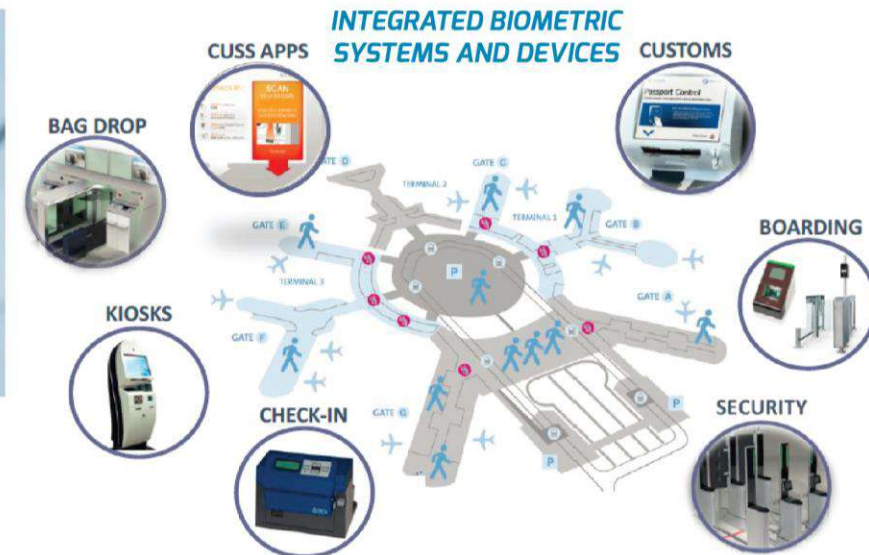 INTEGRATED BIOMETRIC
SYSTEMS AND DEVICES
CUSS APPS
CUSTOMS
SCAN
Passport Control
BAG DROP
GATE D
TERMINAL 2
GATE C
TERMINAL 1
GATE E
GATE B
BOARDING
P
TERMINAL 3
GATE A
KIOSKS
GATE F
CHECK-IN
GATE G
P
SECURITY
P